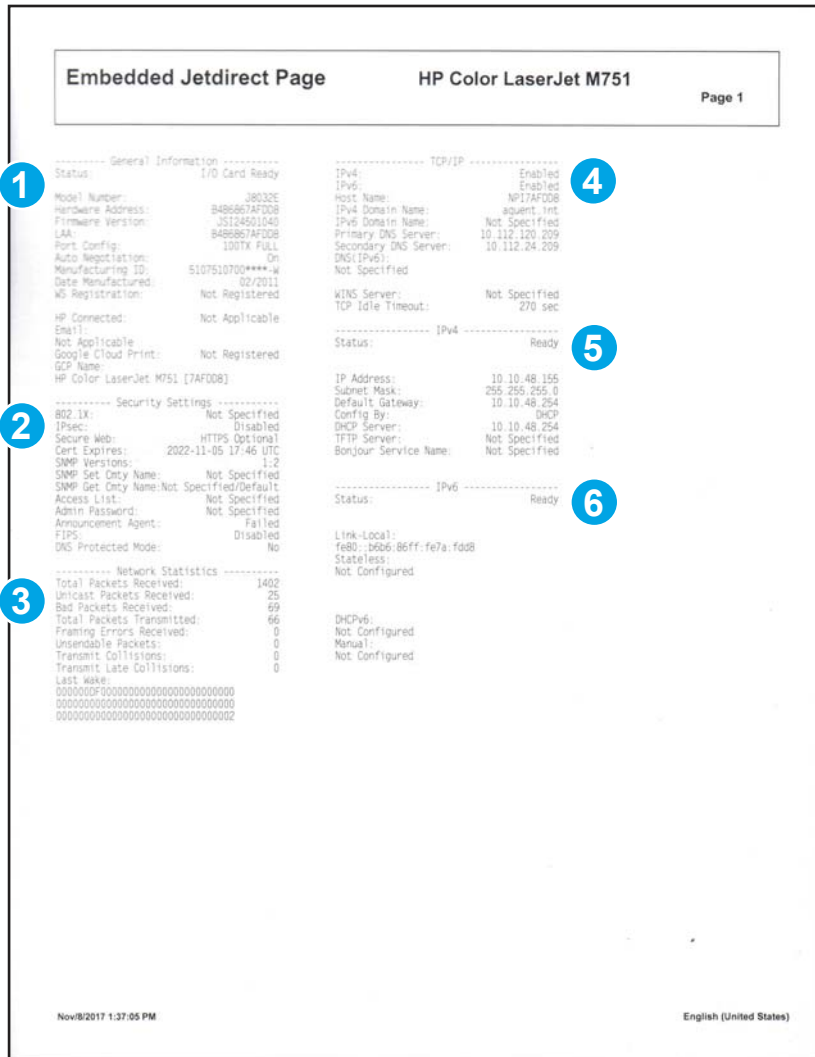 Embedded Jetdirect Page
HP Color LaserJet M751
Page 1
1
--------- General Information ---------
Status: I/O Card Ready
Model Number: J8032E
Hardware Address: B4B6867AFDD8
Firmware Version: JSI24501040
LAA: B4B6867AFDD8
Port Config: 100TX FULL
Auto Negotiation: On
Manufacturing ID: 5107510700****-W
Date Manufactured: 02/2011
WS Registration: Not Registered
HP Connected: Not Applicable
Email:
Not Applicable
Google Cloud Print: Not Registered
GCP Name:
HP Color LaserJet M751 [7AFDD8]
2
---------- Security Settings ----------
802.1X: Not Specified
IPsec: Disabled
Secure Web: HTTPS Optional
Cert Expires: 2022-11-05 17:46 UTC
SNMP Versions: 1;2
SNMP Set Cmty Name: Not Specified
SNMP Get Cmty Name:Not Specified/Default
Access List: Not Specified
Admin Password: Not Specified
Announcement Agent: Failed
FIPS: Disabled
DNS Protected Mode: No
3
---------- Network Statistics ----------
Total Packets Received: 1402
Unicast Packets Received: 25
Bad Packets Received: 69
Total Packets Transmitted: 66
Framing Errors Received: 0
Unsendable Packets: 0
Transmit Collisions: 0
Transmit Late Collisions: 0
Last Wake:
4
--------------- TCP/IP ---------------
IPv4: Enabled
IPv6: Enabled
Host Name: NPI7AFDD8
IPv4 Domain Name: aquent.int
IPv6 Domain Name: Not Specified
Primary DNS Server: 10.112.120.209
Secondary DNS Server: 10.112.24.209
DNS(IPv6):
Not Specified
WINS Server: Not Specified
TCP Idle Timeout: 270 sec
5
---------------- IPv4 ----------------
Status: Ready
IP Address: 10.10.48.155
Subnet Mask: 255.255.255.0
Default Gateway: 10.10.48.254
Config By: DHCP
DHCP Server: 10.10.48.254
TFTP Server: Not Specified
Bonjour Service Name: Not Specified
6
---------------- IPv6 ----------------
Status: Ready
Link-Local:
fe80::b6b6:86ff:fe7a:fdd8
Stateless:
Not Configured
DHCPv6:
Not Configured
Manual:
Not Configured
Nov/8/2017 1:37:05 PM
English (United States)